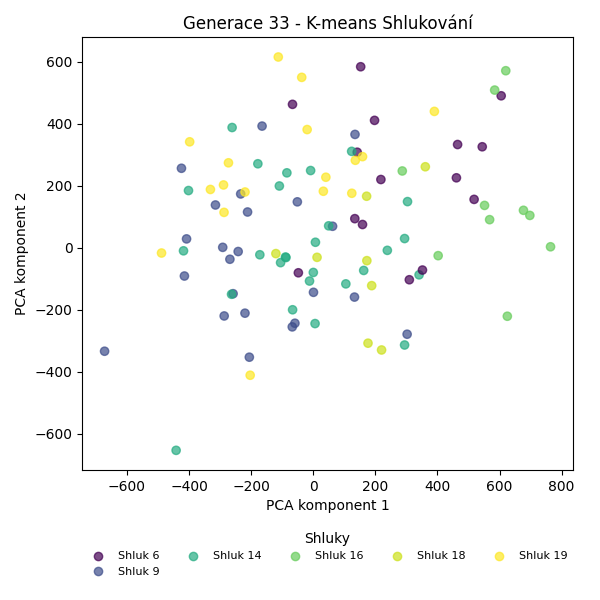 Generace 33 - K-means Shlukování
PCA komponent 2
600
400
200
0
−200
−400
−600
−600 −400 −200 0 200 400 600 800
PCA komponent 1
Shluky
Shluk 6 Shluk 14 Shluk 16 Shluk 18 Shluk 19
Shluk 9